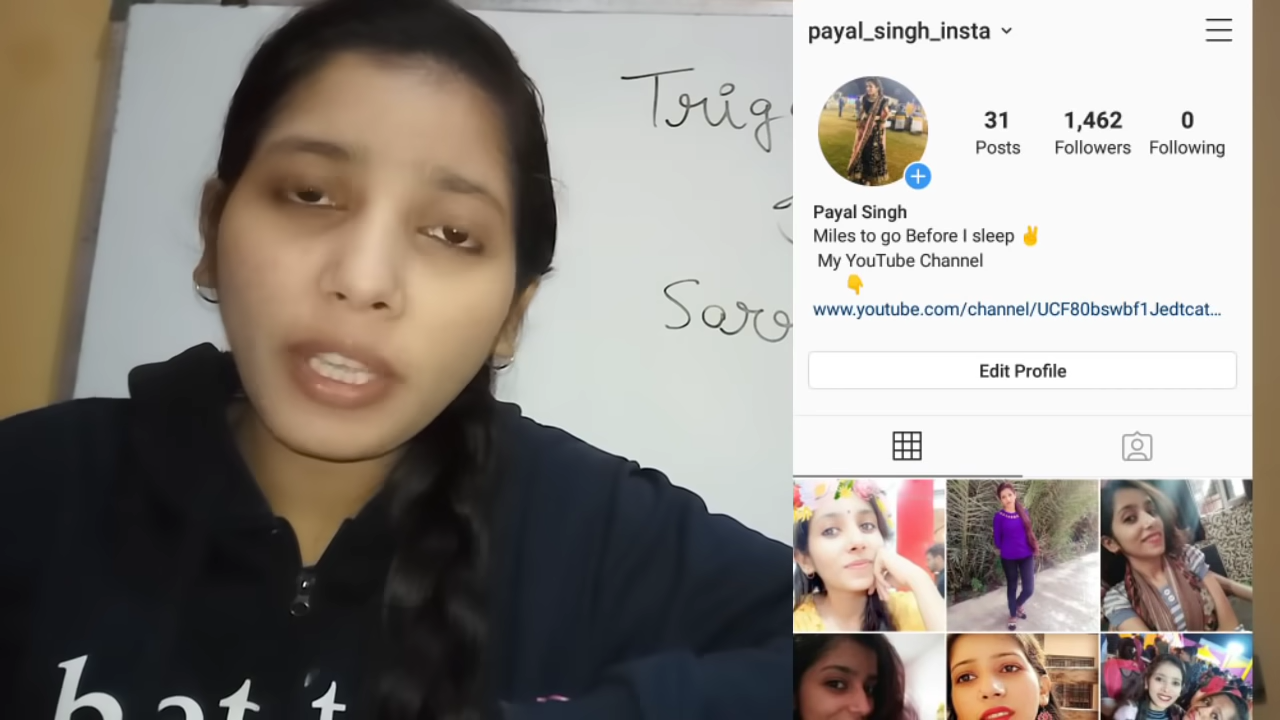 Trig
Sar
hat t
payal_singh_insta
31 1,462 0
Posts Followers Following
Payal Singh
Miles to go Before I sleep ✌
My YouTube Channel
👇
www.youtube.com/channel/UCF80bswbf1Jedtcat...
Edit Profile